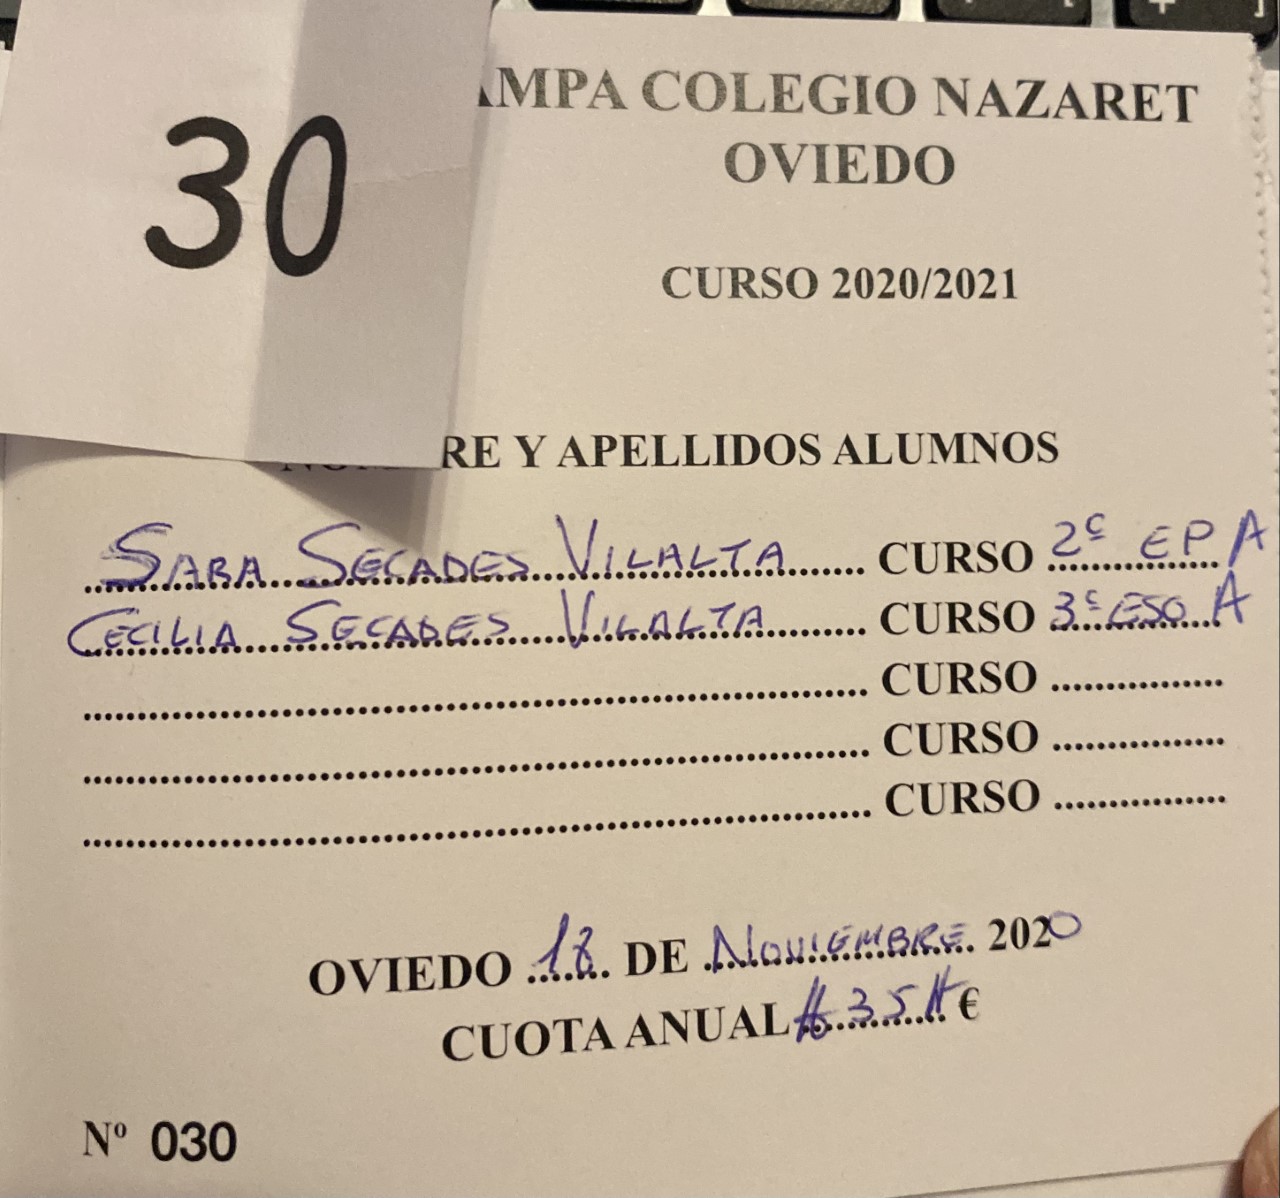 30
AMPA COLEGIO NAZARET
OVIEDO
CURSO 2020/2021
RE Y APELLIDOS ALUMNOS
SARA SECADES VILALTA CURSO 2º EP A
CECILIA SECADES VILALTA CURSO 3º ESO A
CURSO
CURSO
CURSO
OVIEDO 18 DE NOVIEMBRE 2020
CUOTA ANUAL #35# €
Nº 030